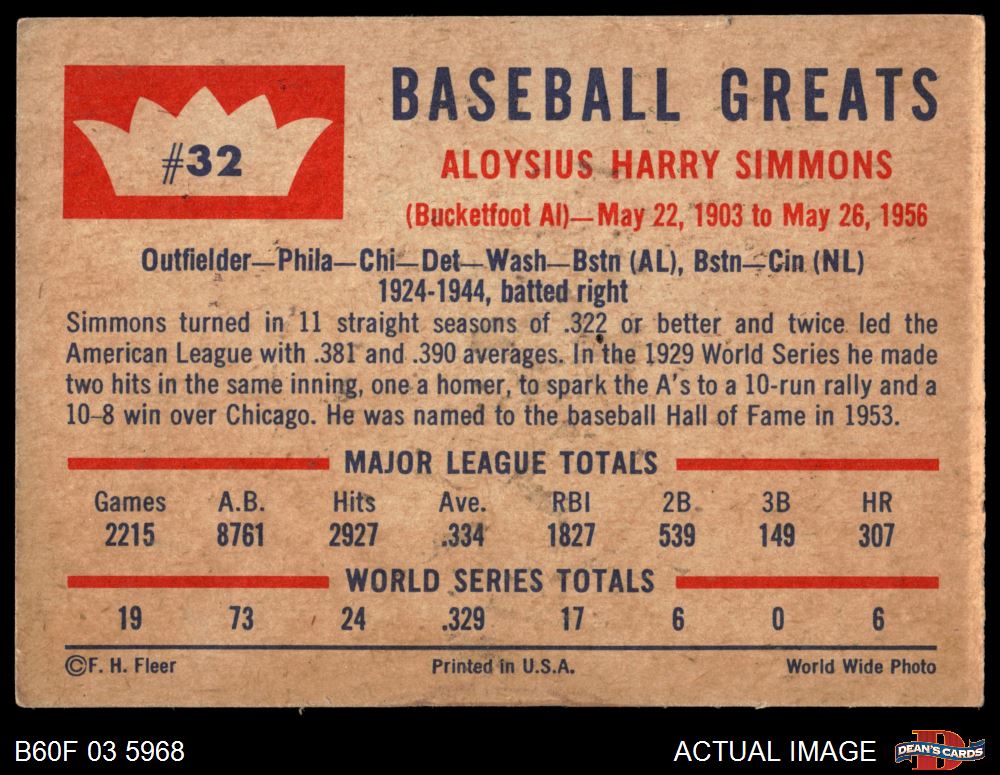 #32
BASEBALL GREATS
ALOYSIUS HARRY SIMMONS
(Bucketfoot Al)—May 22, 1903 to May 26, 1956
Outfielder—Phila—Chi—Det—Wash—Bstn (AL), Bstn—Cin (NL)
1924-1944, batted right
Simmons turned in 11 straight seasons of .322 or better and twice led the
American League with .381 and .390 averages. In the 1929 World Series he made
two hits in the same inning, one a homer, to spark the A's to a 10-run rally and a
10-8 win over Chicago. He was named to the baseball Hall of Fame in 1953.
MAJOR LEAGUE TOTALS
Games A.B. Hits Ave. RBI 2B 3B HR
2215 8761 2927 .334 1827 539 149 307
WORLD SERIES TOTALS
19 73 24 .329 17 6 0 6
©F. H. Fleer Printed in U.S.A. World Wide Photo
B60F 03 5968 ACTUAL IMAGE DEAN'S CARDS